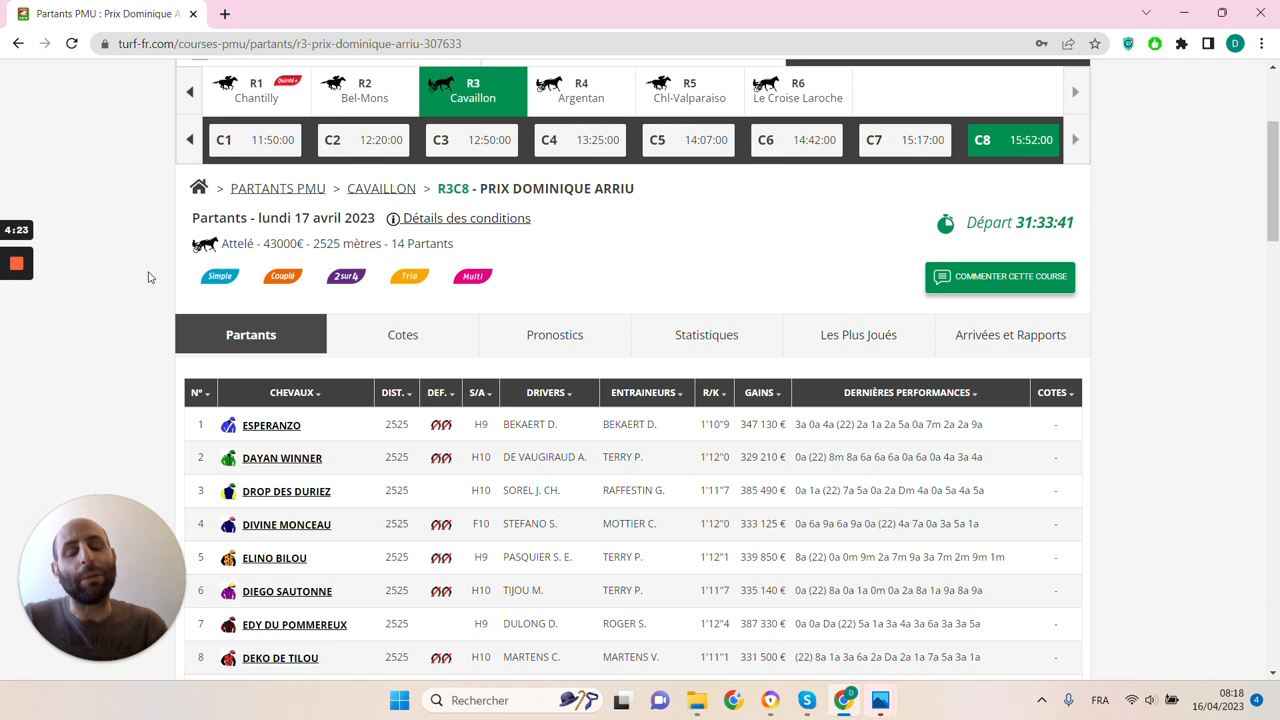 Partants PMU : Prix Dominique A
turf-fr.com/courses-pmu/partants/r3-prix-dominique-arriu-307633
R1 Quinté+ R2 R3 R4 R5 R6
Chantilly Bel-Mons Cavaillon Argentan Chl-Valparaiso Le Croise Laroche
C1 11:50:00 C2 12:20:00 C3 12:50:00 C4 13:25:00 C5 14:07:00 C6 14:42:00 C7 15:17:00 C8 15:52:00
> PARTANTS PMU > CAVAILLON > R3C8 - PRIX DOMINIQUE ARRIU
Partants - lundi 17 avril 2023 Détails des conditions
Départ 31:33:41
4:23
Attelé - 43000€ - 2525 mètres - 14 Partants
Simple Couplé 2sur4 Trio Multi
COMMENTER CETTE COURSE
Partants Cotes Pronostics Statistiques Les Plus Joués Arrivées et Rapports
N° CHEVAUX DIST. DEF. S/A DRIVERS ENTRAINEURS R/K GAINS DERNIÈRES PERFORMANCES COTES
1 ESPERANZO 2525 H9 BEKAERT D. BEKAERT D. 1'10"9 347 130 € 3a 0a 4a (22) 2a 1a 2a 5a 0a 7m 2a 2a 9a -
2 DAYAN WINNER 2525 H10 DE VAUGIRAUD A. TERRY P. 1'12"0 329 210 € 0a (22) 8m 8a 6a 6a 6a 0a 6a 0a 4a 3a 4a -
3 DROP DES DURIEZ 2525 H10 SOREL J. CH. RAFFESTIN G. 1'11"7 385 490 € 0a 1a (22) 7a 5a 0a 2a Dm 4a 0a 5a 4a 5a -
4 DIVINE MONCEAU 2525 F10 STEFANO S. MOTTIER C. 1'12"0 333 125 € 0a 6a 9a 6a 9a 0a (22) 4a 7a 0a 3a 5a 1a -
5 ELINO BILOU 2525 H9 PASQUIER S. E. TERRY P. 1'12"1 339 850 € 8a (22) 0a 0m 9m 2a 7m 9a 3a 7m 2m 9m 1m -
6 DIEGO SAUTONNE 2525 H10 TIJOU M. TERRY P. 1'11"7 335 140 € 0a (22) 8a 0a 1a 0m 0a 2a 8a 1a 9a 8a 9a -
7 EDY DU POMMEREUX 2525 H9 DULONG D. ROGER S. 1'12"4 387 330 € 0a 0a Da (22) 5a 1a 3a 4a 3a 6a 3a 3a 5a -
8 DEKO DE TILOU 2525 H10 MARTENS C. MARTENS V. 1'11"1 331 500 € (22) 8a 1a 3a 6a 2a Da 2a 1a 7a 5a 3a 1a -
Rechercher
FRA
08:18
16/04/2023
4